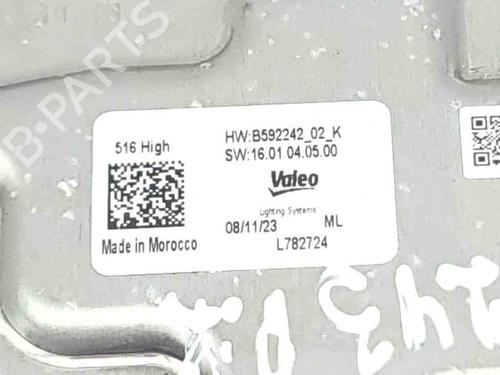 B-PARTS
516 High
HW:B592242_02_K
SW:16.01.04.05.00
Valeo
Lighting Systems
08/11/23 ML
Made in Morocco
L782724